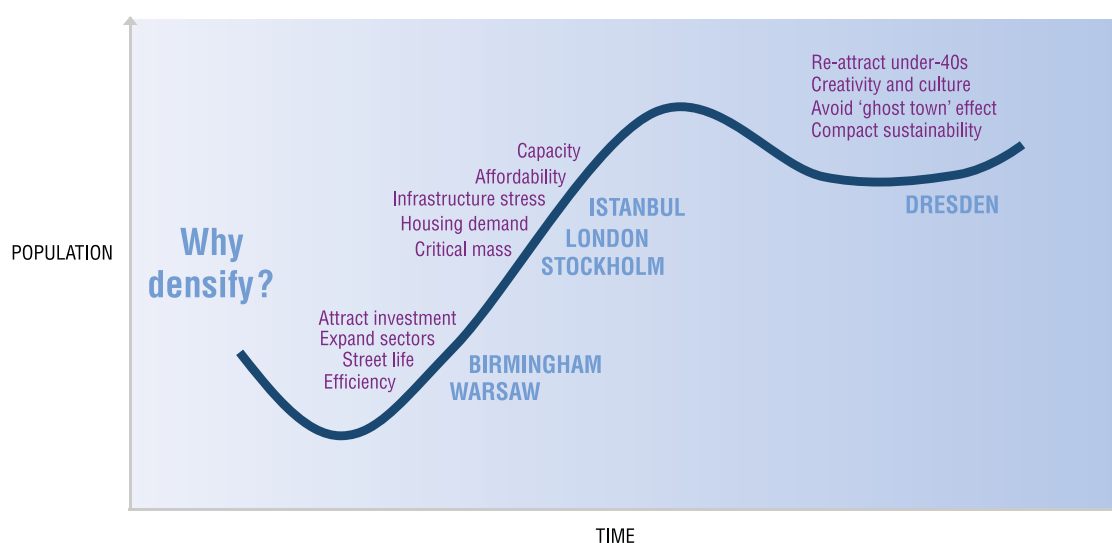 Re-attract under-40s
Creativity and culture
Avoid ‘ghost town’ effect
Compact sustainability
Capacity
Affordability
Infrastructure stress
Housing demand
Critical mass
ISTANBUL
LONDON
STOCKHOLM
DRESDEN
POPULATION
Why
densify?
Attract investment
Expand sectors
Street life
Efficiency
BIRMINGHAM
WARSAW
TIME